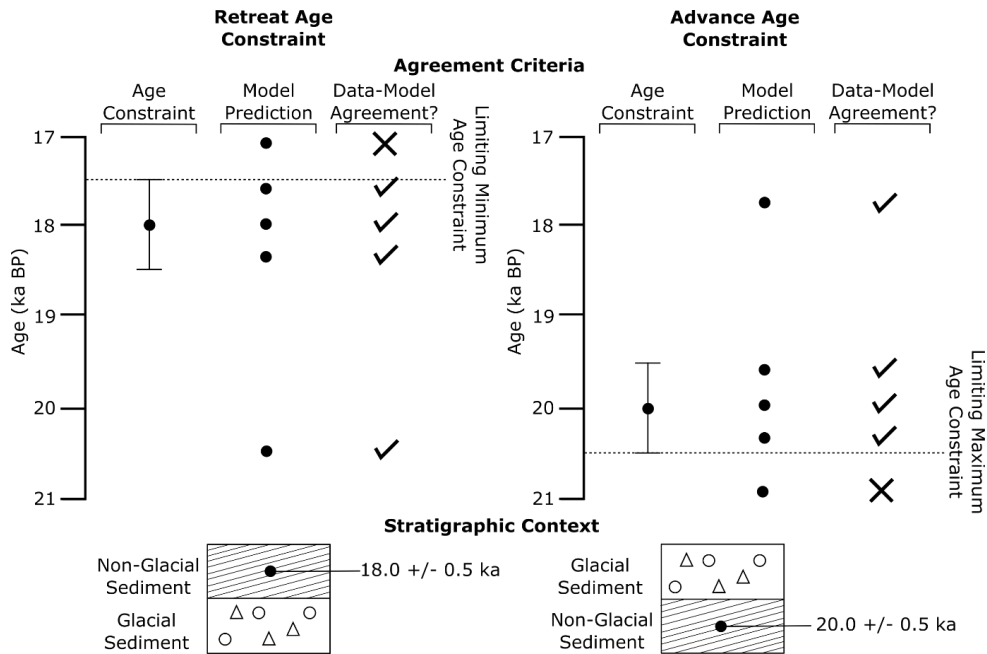 Retreat Age
Constraint
Advance Age
Constraint
Agreement Criteria
Age
Constraint
Model
Prediction
Data-Model
Agreement?
Age
Constraint
Model
Prediction
Data-Model
Agreement?
Limiting Minimum
Age Constraint
17
18
19
20
21
Age (ka BP)
17
18
19
20
21
Age (ka BP)
Limiting Maximum
Age Constraint
Stratigraphic Context
Non-Glacial
Sediment
18.0 +/- 0.5 ka
Glacial
Sediment
Glacial
Sediment
Non-Glacial
Sediment
20.0 +/- 0.5 ka